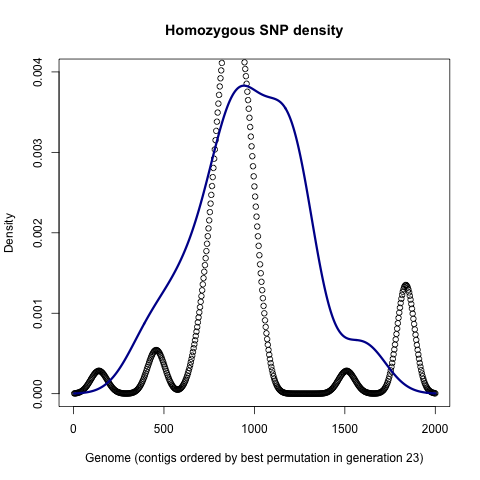 Homozygous SNP density
Density
0.004
0.003
0.002
0.001
0.000
0 500 1000 1500 2000
Genome (contigs ordered by best permutation in generation 23)